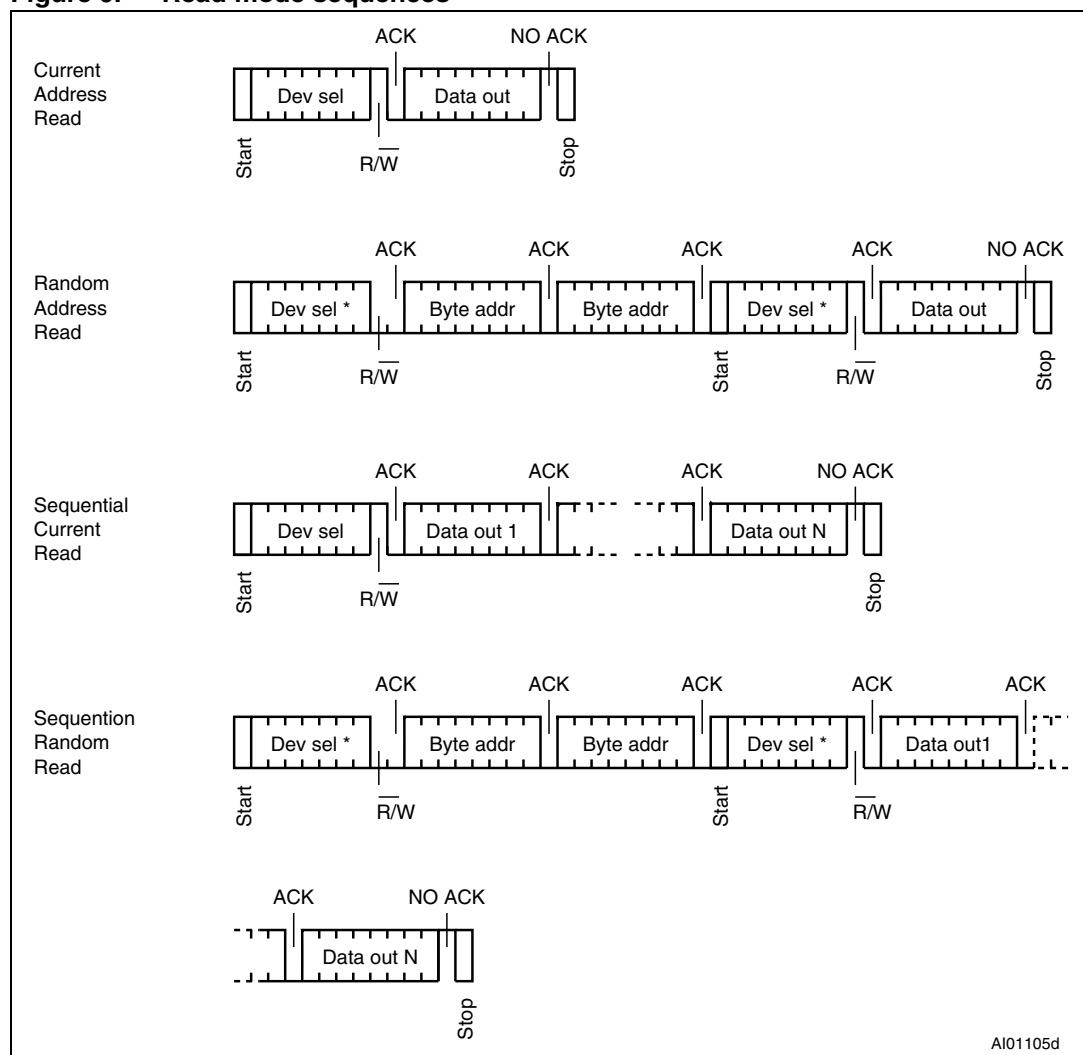 Figure 9. Read mode sequences
ACK NO ACK
Current
Address
Read
Dev sel Data out
Start R/W Stop
ACK ACK ACK ACK NO ACK
Random
Address
Read
Dev sel * Byte addr Byte addr Dev sel * Data out
Start R/W Start R/W Stop
ACK ACK ACK NO ACK
Sequential
Current
Read
Dev sel Data out 1 Data out N
Start R/W Stop
ACK ACK ACK ACK ACK
Sequention
Random
Read
Dev sel * Byte addr Byte addr Dev sel * Data out1
Start R/W Start R/W
ACK NO ACK
Data out N
Stop
AI01105d